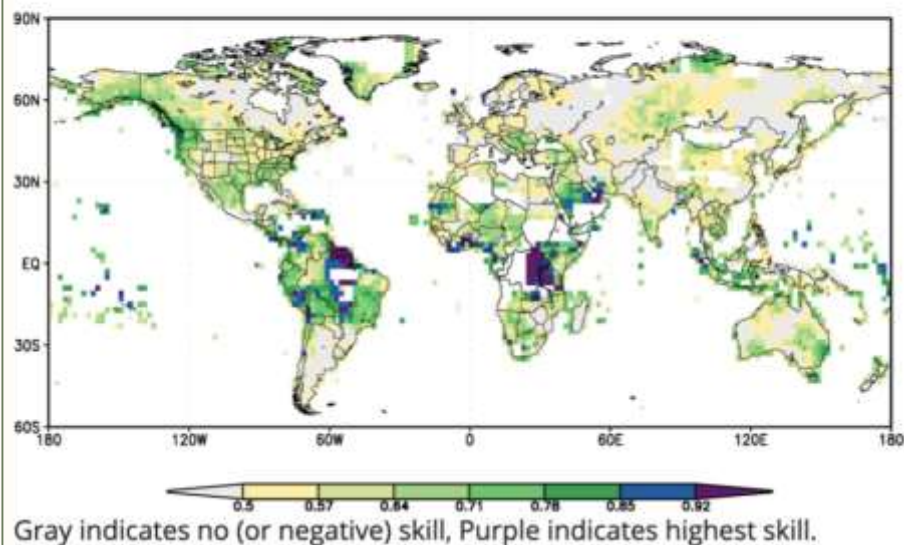 90N
60N
30N
EQ
30S
60S
180 120W 60W 0 60E 120E 180
0.5 0.57 0.64 0.71 0.78 0.85 0.92
Gray indicates no (or negative) skill, Purple indicates highest skill.